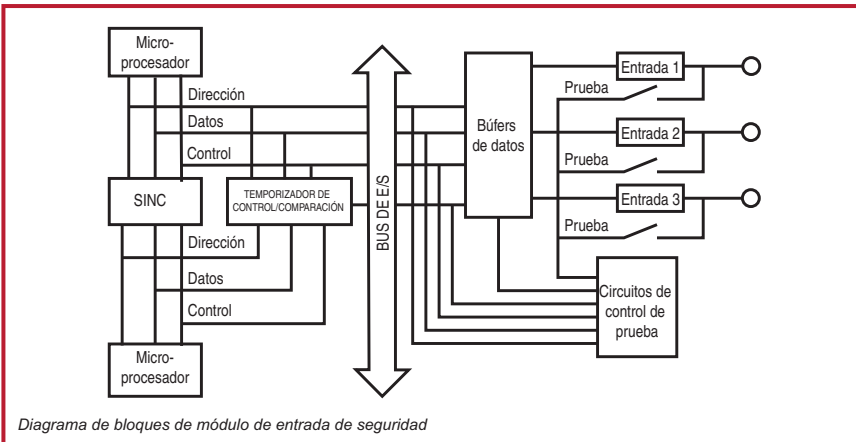 Micro-
procesador
Dirección
Datos
Control
SINC
TEMPORIZADOR DE
CONTROL/COMPARACIÓN
Dirección
Datos
Control
Micro-
procesador
BUS DE E/S
Búfers
de datos
Entrada 1
Prueba
Entrada 2
Prueba
Entrada 3
Prueba
Circuitos de
control de
prueba
Diagrama de bloques de módulo de entrada de seguridad